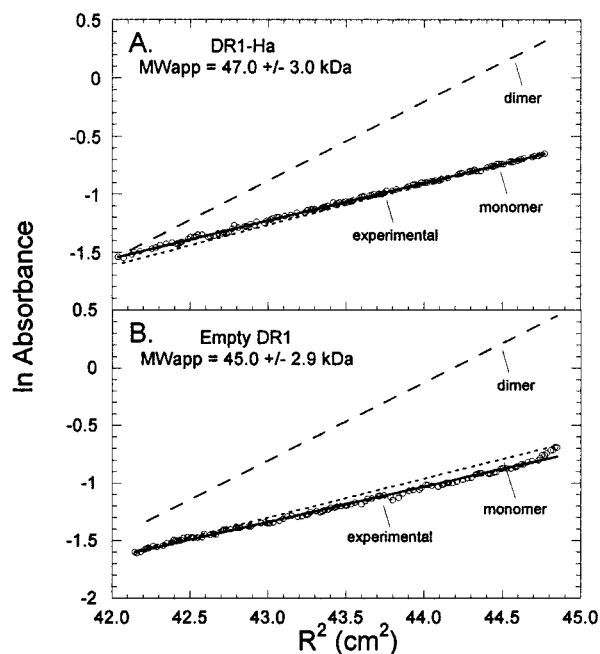 A.
DR1-Ha
MWapp = 47.0 +/- 3.0 kDa
dimer
monomer
experimental
0.5
0
-0.5
-1
-1.5
0.5
B.
Empty DR1
MWapp = 45.0 +/- 2.9 kDa
dimer
monomer
experimental
0
-0.5
-1
-1.5
-2
42.0 42.5 43.0 43.5 44.0 44.5 45.0
R² (cm²)
ln Absorbance